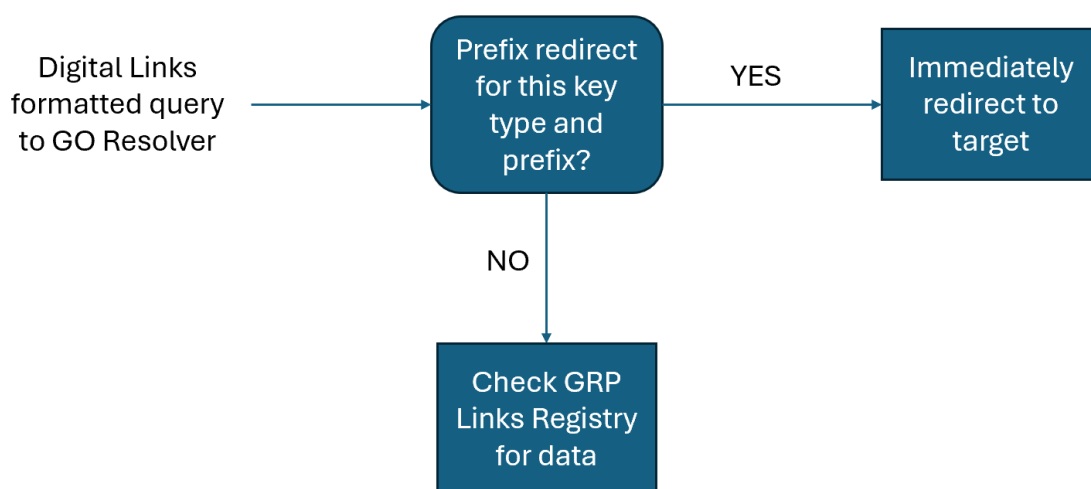 Digital Links
formatted query
to GO Resolver
Prefix redirect
for this key
type and
prefix?
YES
Immediately
redirect to
target
NO
Check GRP
Links Registry
for data